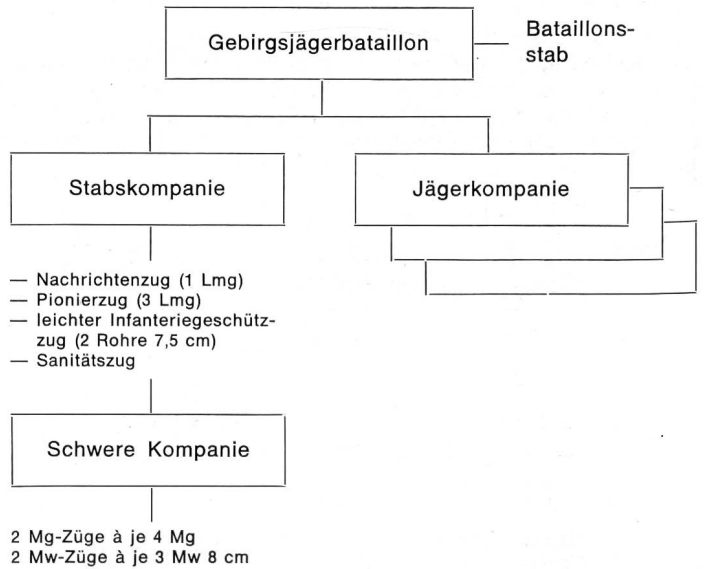 Gebirgsjägerbataillon
Bataillons-
stab
Stabskompanie
Jägerkompanie
— Nachrichtenzug (1 Lmg)
— Pionierzug (3 Lmg)
— leichter Infanteriegeschütz-
zug (2 Rohre 7,5 cm)
— Sanitätszug
Schwere Kompanie
2 Mg-Züge à je 4 Mg
2 Mw-Züge à je 3 Mw 8 cm